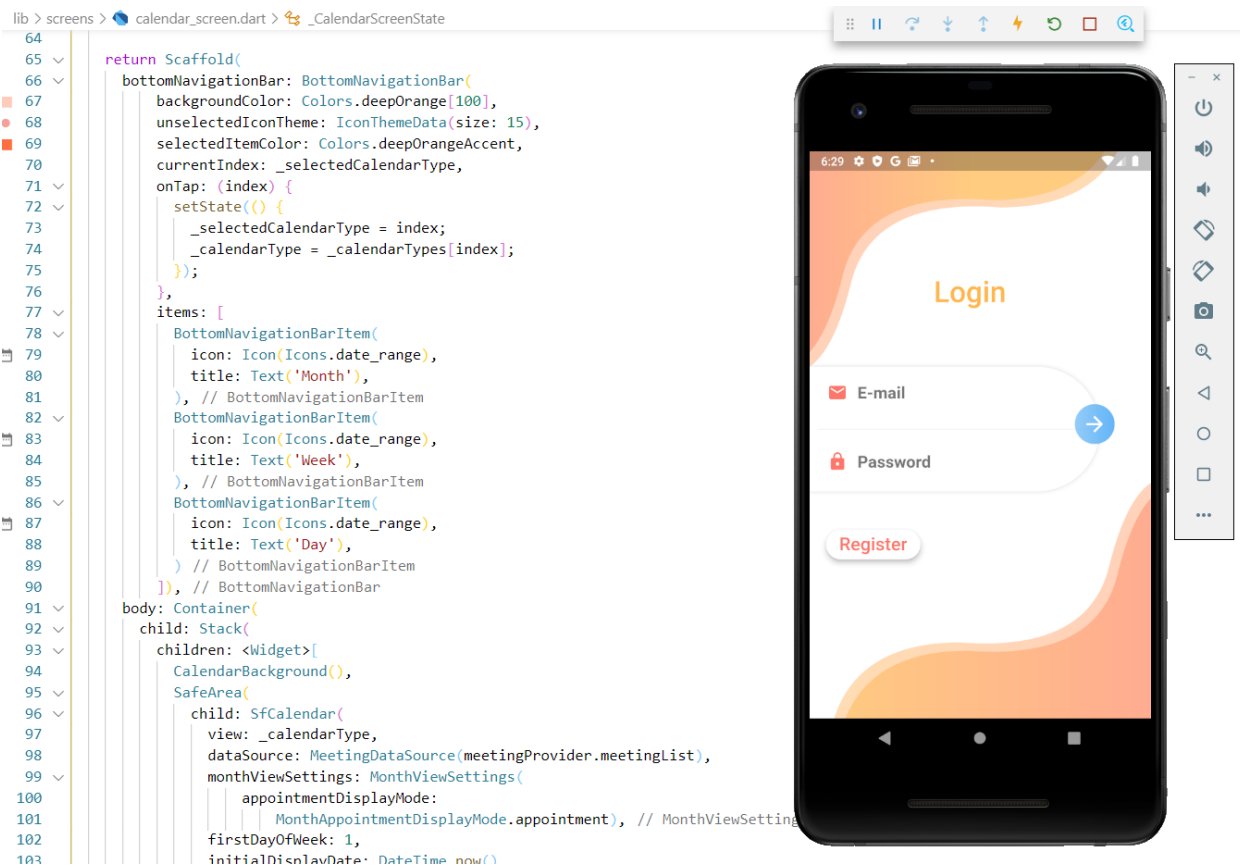 lib > screens > calendar_screen.dart > _CalendarScreenState
64
65 return Scaffold(
66 bottomNavigationBar: BottomNavigationBar(
67 backgroundColor: Colors.deepOrange[100],
68 unselectedIconTheme: IconThemeData(size: 15),
69 selectedItemColor: Colors.deepOrangeAccent,
70 currentIndex: _selectedCalendarType,
71 onTap: (index) {
72 setState(() {
73 _selectedCalendarType = index;
74 _calendarType = _calendarTypes[index];
75 });
76 },
77 items: [
78 BottomNavigationBarItem(
79 icon: Icon(Icons.date_range),
80 title: Text('Month'),
81 ), // BottomNavigationBarItem
82 BottomNavigationBarItem(
83 icon: Icon(Icons.date_range),
84 title: Text('Week'),
85 ), // BottomNavigationBarItem
86 BottomNavigationBarItem(
87 icon: Icon(Icons.date_range),
88 title: Text('Day'),
89 ) // BottomNavigationBarItem
90 ]), // BottomNavigationBar
91 body: Container(
92 child: Stack(
93 children: <Widget>[
94 CalendarBackground(),
95 SafeArea(
96 child: SfCalendar(
97 view: _calendarType,
98 dataSource: MeetingDataSource(meetingProvider.meetingList),
99 monthViewSettings: MonthViewSettings(
100 appointmentDisplayMode:
101 MonthAppointmentDisplayMode.appointment), // MonthViewSetting
102 firstDayOfWeek: 1,
103 initialDisplayDate: DateTime.now()
6:29 G
Login
E-mail
Password
Register